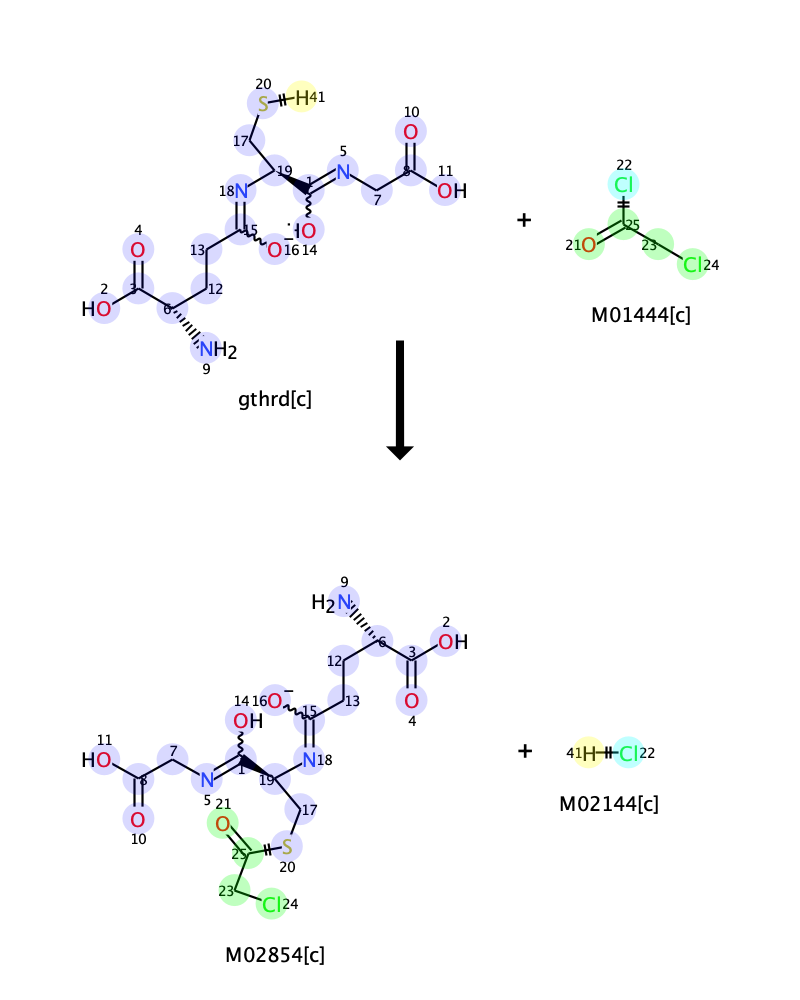 20
S H 41
17
10
O
5
N
19 1 8 11
18 N OH
7
HO
14
15
O⁻ 16
4
O
13
2 3
HO
12
6
NH2
9
gthrd[c]
+
22
Cl
25
21 O
23
Cl 24
M01444[c]
9
H2N
2
OH
6
3
12
O
4
16 O⁻
15
13
14
OH
11
HO
7
8
N
5
1
19
N 18
10
O
17
21
O
25
S
20
23
Cl 24
M02854[c]
+
41 H Cl 22
M02144[c]